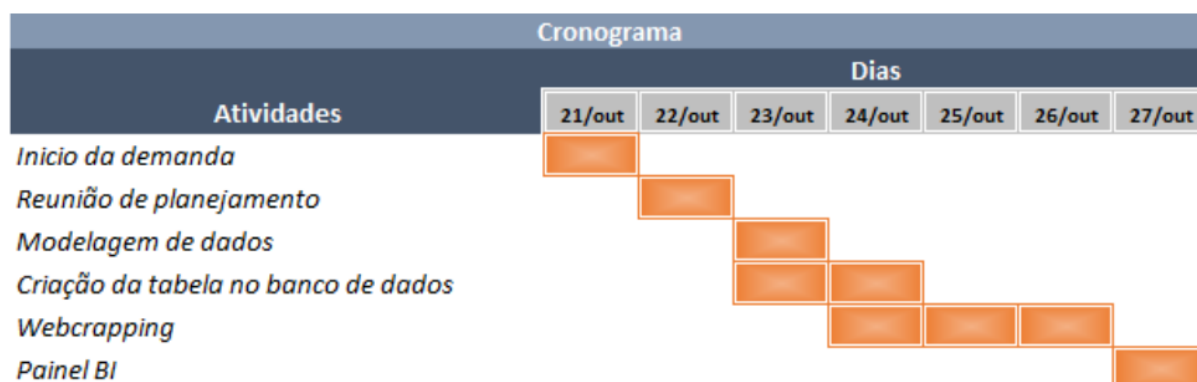 Cronograma
Dias
Atividades 21/out 22/out 23/out 24/out 25/out 26/out 27/out
Inicio da demanda
Reunião de planejamento
Modelagem de dados
Criação da tabela no banco de dados
Webcrapping
Painel BI